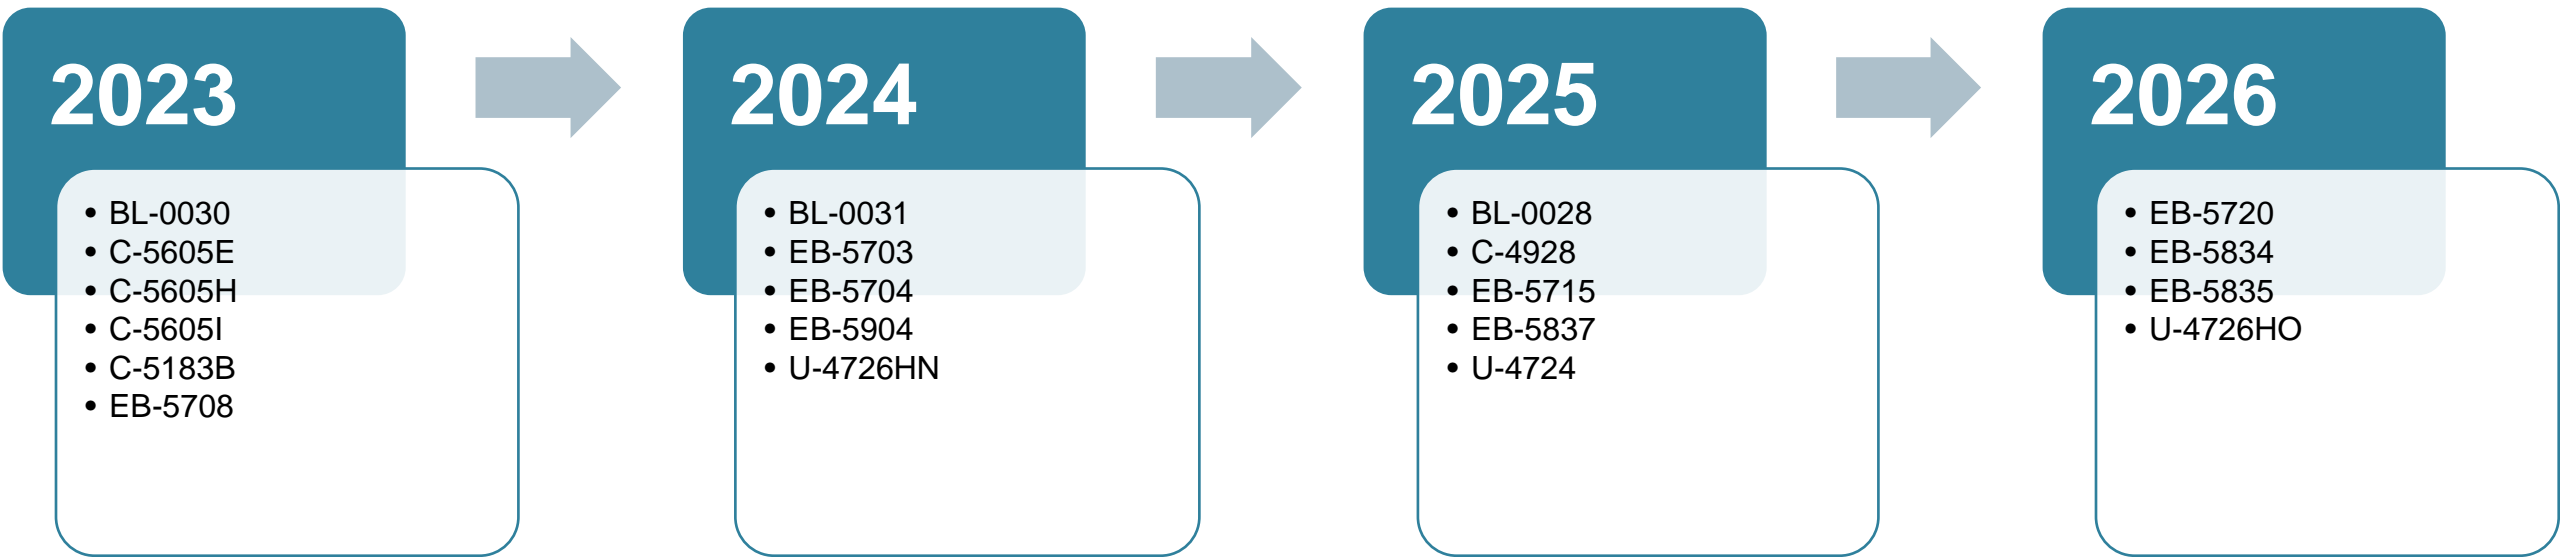 2023
• BL-0030
• C-5605E
• C-5605H
• C-5605I
• C-5183B
• EB-5708
2024
• BL-0031
• EB-5703
• EB-5704
• EB-5904
• U-4726HN
2025
• BL-0028
• C-4928
• EB-5715
• EB-5837
• U-4724
2026
• EB-5720
• EB-5834
• EB-5835
• U-4726HO